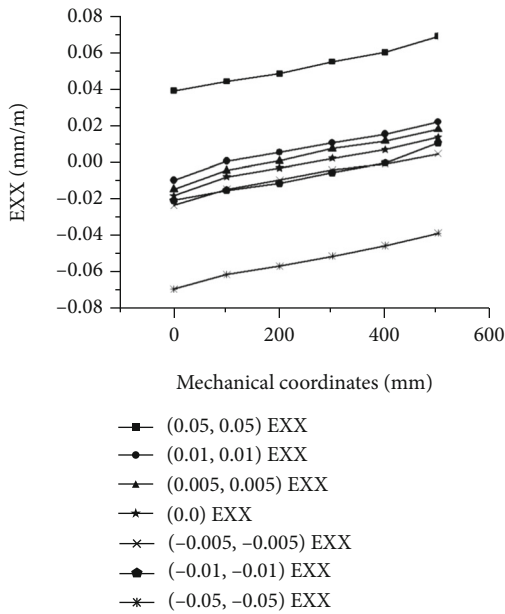 0.08
0.06
0.04
0.02
0.00
–0.02
–0.04
–0.06
–0.08
EXX (mm/m)
0 200 400 600
Mechanical coordinates (mm)
(0.05, 0.05) EXX
(0.01, 0.01) EXX
(0.005, 0.005) EXX
(0.0) EXX
(–0.005, –0.005) EXX
(–0.01, –0.01) EXX
(–0.05, –0.05) EXX